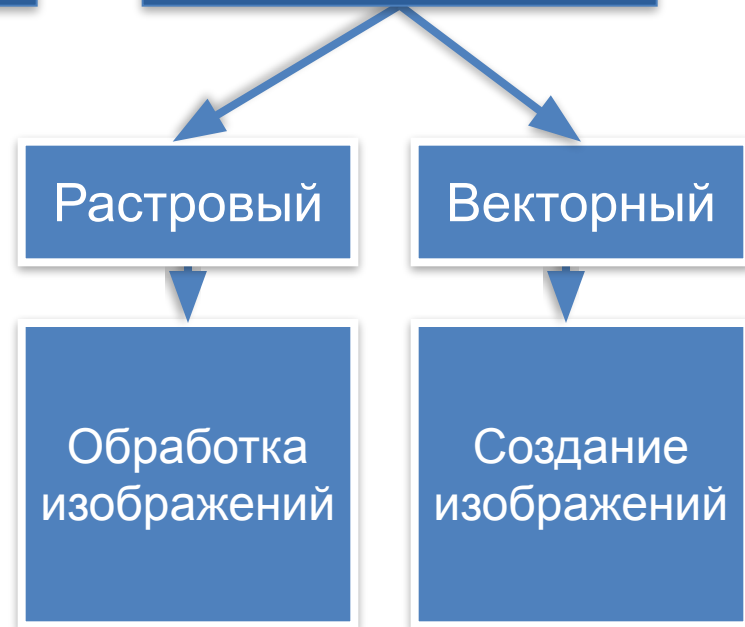 Растровый
Векторный
Обработка
изображений
Создание
изображений